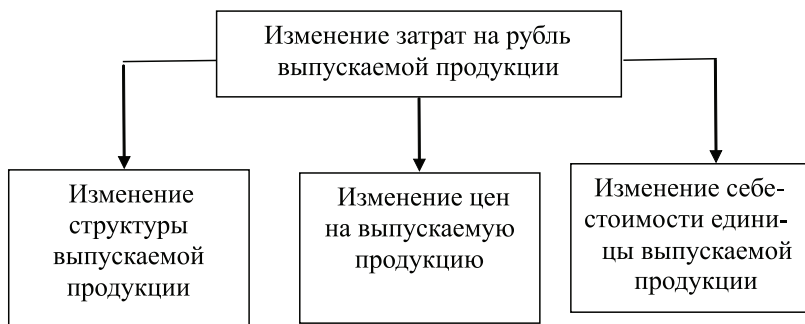 Изменение затрат на рубль
выпускаемой продукции
Изменение
структуры
выпускаемой
продукции
Изменение цен
на выпускаемую
продукцию
Изменение себе-
стоимости едини-
цы выпускаемой
продукции